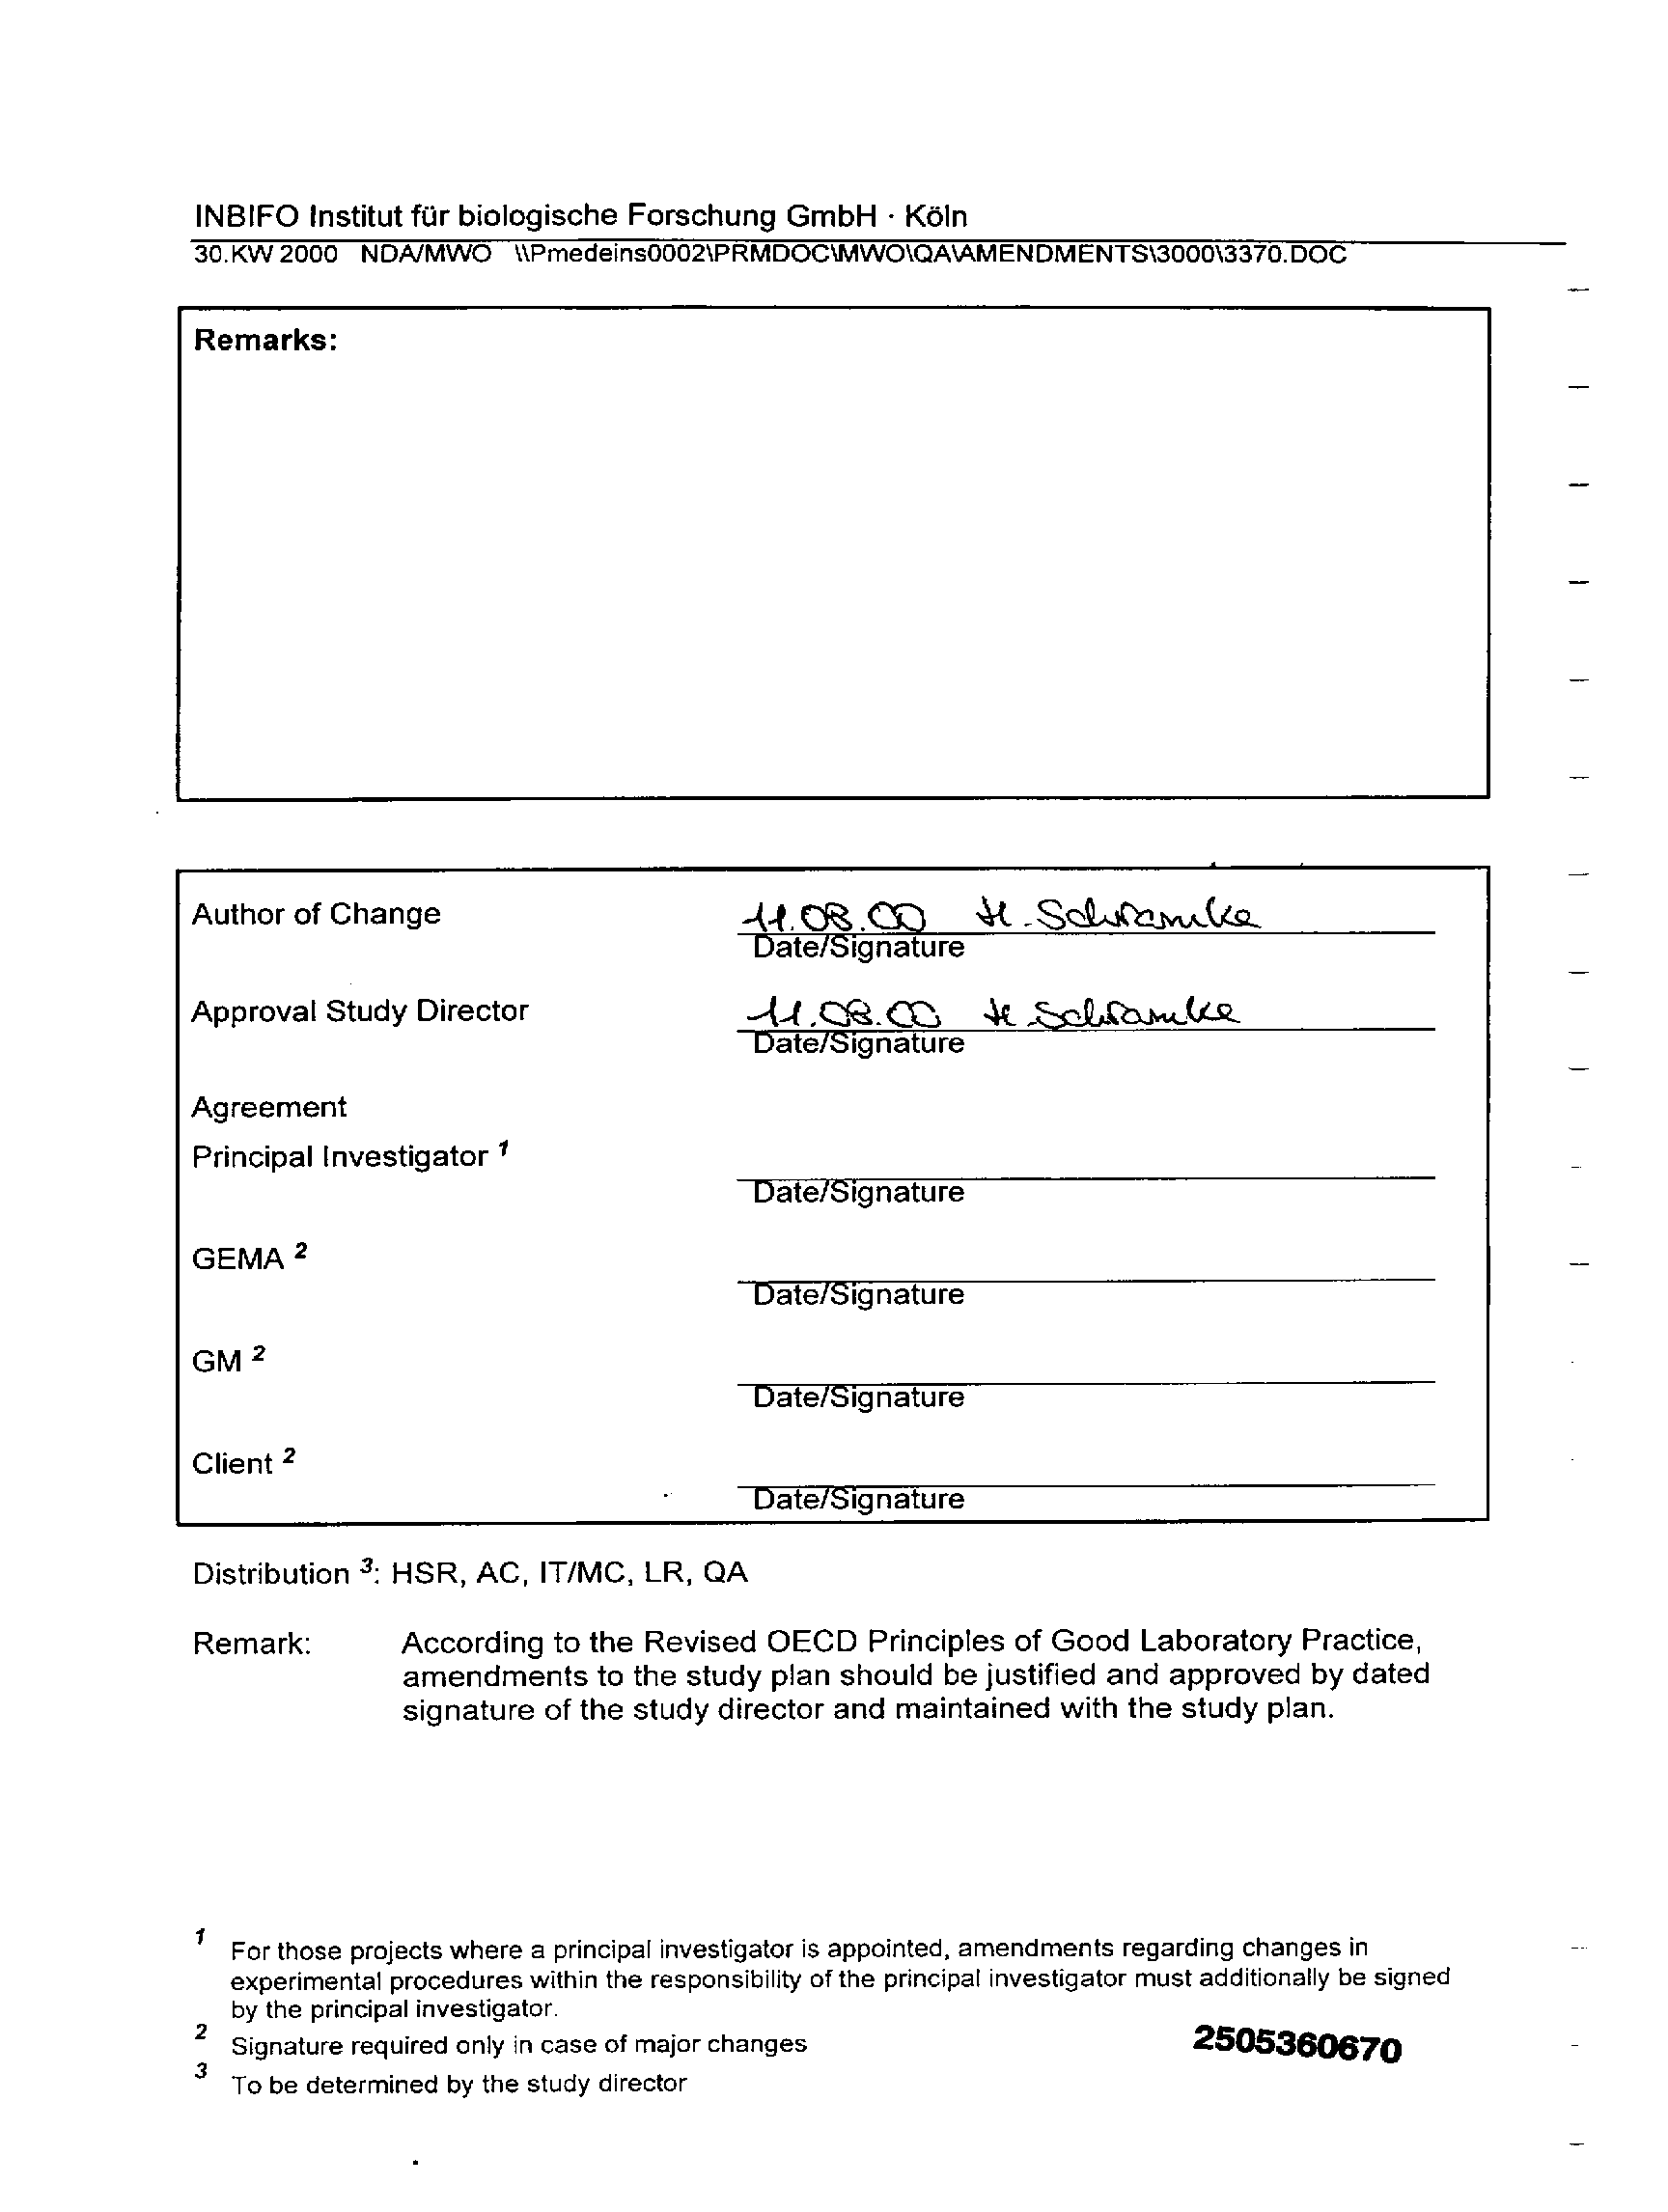 INBIFO Institut für biologische Forschung GmbH · Köln
30.KW 2000 NDA/MWO \\Pmedeins0002\PRMDOC\MWO\QA\AMENDMENTS\3000\3370.DOC
Remarks:
Author of Change 11.08.00 H. Schramke
Date/Signature
Approval Study Director 11.08.00 H. Schramke
Date/Signature
Agreement
Principal Investigator 1
Date/Signature
GEMA 2
Date/Signature
GM 2
Date/Signature
Client 2
Date/Signature
Distribution 3: HSR, AC, IT/MC, LR, QA
Remark: According to the Revised OECD Principles of Good Laboratory Practice,
amendments to the study plan should be justified and approved by dated
signature of the study director and maintained with the study plan.
1 For those projects where a principal investigator is appointed, amendments regarding changes in
experimental procedures within the responsibility of the principal investigator must additionally be signed
by the principal investigator.
2 Signature required only in case of major changes
2505360670
3 To be determined by the study director